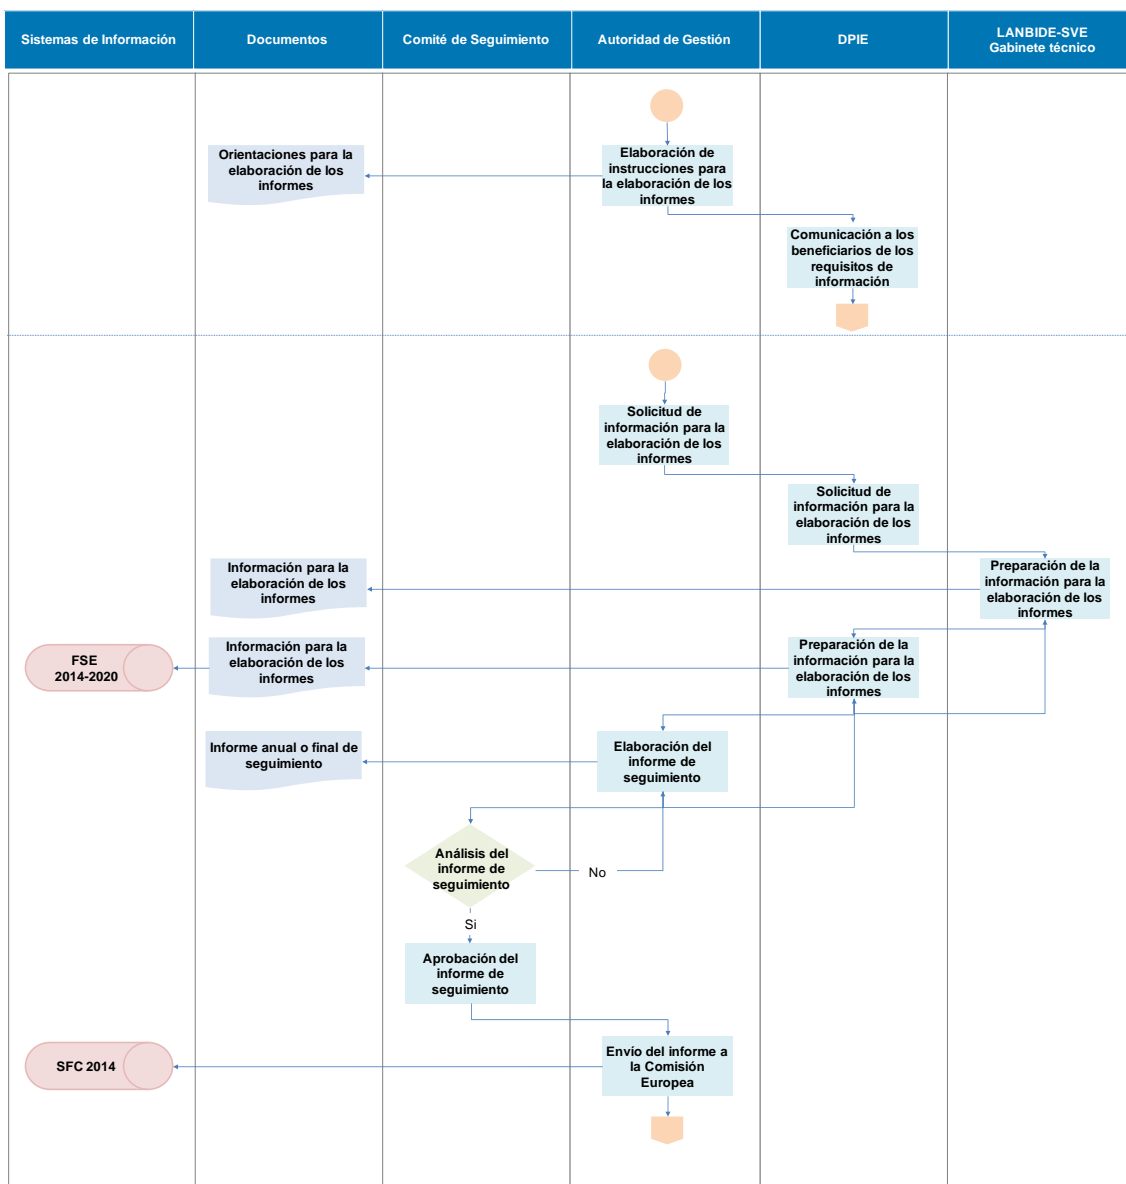 Sistemas de Información
Documentos
Comité de Seguimiento
Autoridad de Gestión
DPIE
LANBIDE-SVE
Gabinete técnico
Orientaciones para la
elaboración de los
informes
Elaboración de
instrucciones para
la elaboración de los
informes
Comunicación a los
beneficiarios de los
requisitos de
información
Solicitud de
información para la
elaboración de los
informes
Solicitud de
información para la
elaboración de los
informes
Información para la
elaboración de los
informes
Preparación de la
información para la
elaboración de los
informes
FSE
2014-2020
Información para la
elaboración de los
informes
Preparación de la
información para la
elaboración de los
informes
Informe anual o final de
seguimiento
Elaboración del
informe de
seguimiento
Análisis del
informe de
seguimiento
No
Si
Aprobación del
informe de
seguimiento
SFC 2014
Envío del informe a
la Comisión
Europea